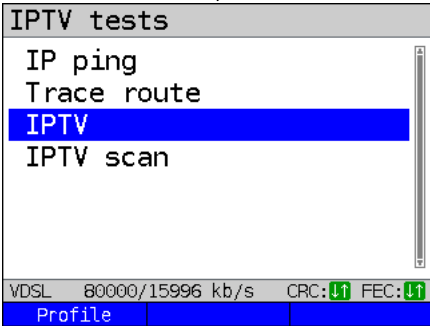 IPTV tests
IP ping
Trace route
IPTV
IPTV scan
VDSL 80000/15996 kb/s CRC:↓↑ FEC:↓↑
Profile